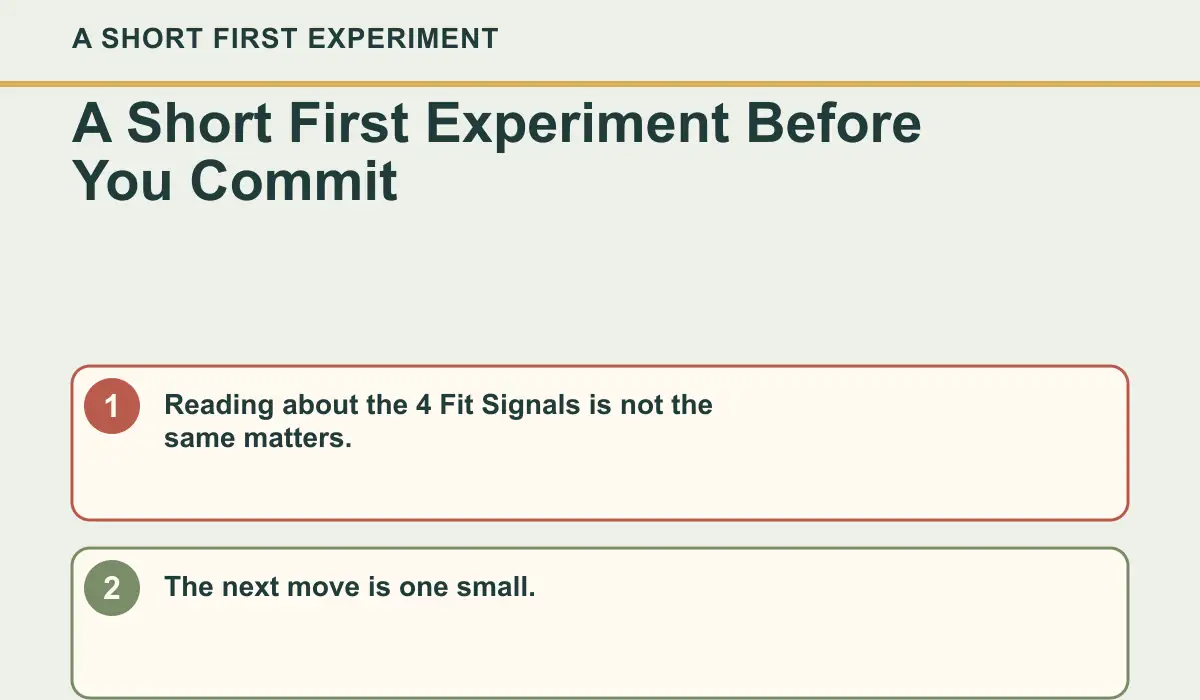 A SHORT FIRST EXPERIMENT
A Short First Experiment Before
You Commit
1
Reading about the 4 Fit Signals is not the
same matters.
2
The next move is one small.